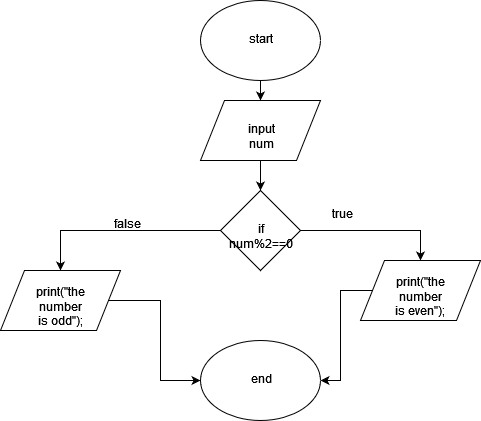 start
input
num
if
num%2==0
false
true
print("the
number
is odd");
print("the
number
is even");
end